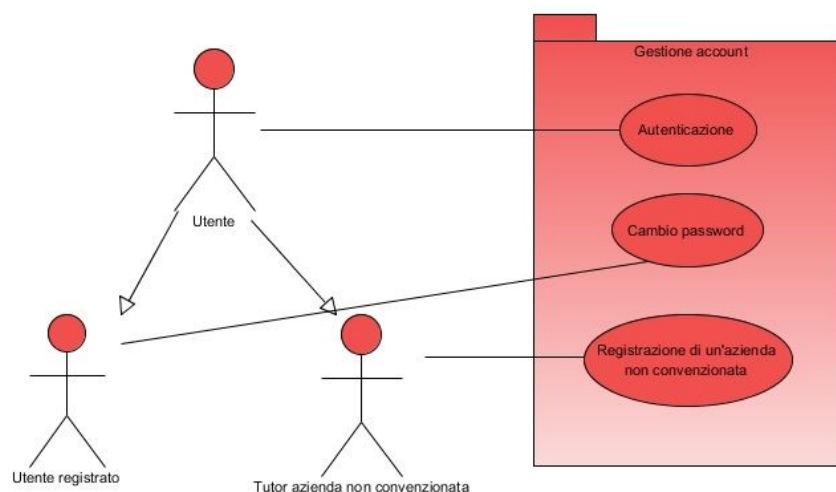 Gestione account
Autenticazione
Utente
Cambio password
Registrazione di un'azienda
non convenzionata
Utente registrato
Tutor azienda non convenzionata